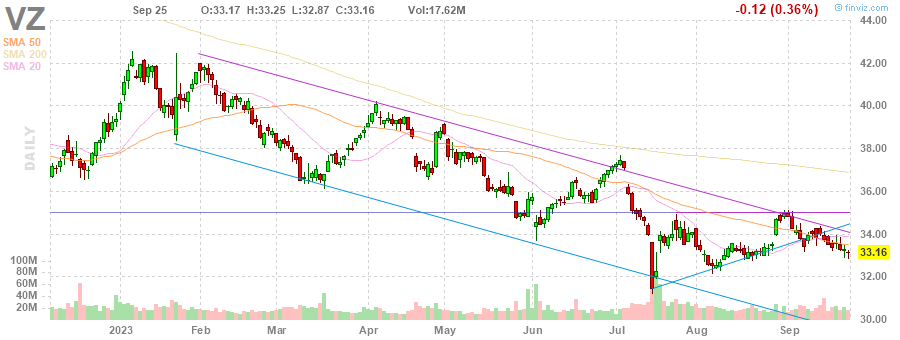 VZ Sep 25 O:33.17 H:33.25 L:32.87 C:33.16 Vol:17.62M -0.12 (0.36%) © finviz.com
SMA 50
SMA 200
SMA 20
DAILY
44.00
42.00
40.00
38.00
36.00
34.00
33.16
32.00
30.00
100M
80M
60M
40M
20M
2023 Feb Mar Apr May Jun Jul Aug Sep